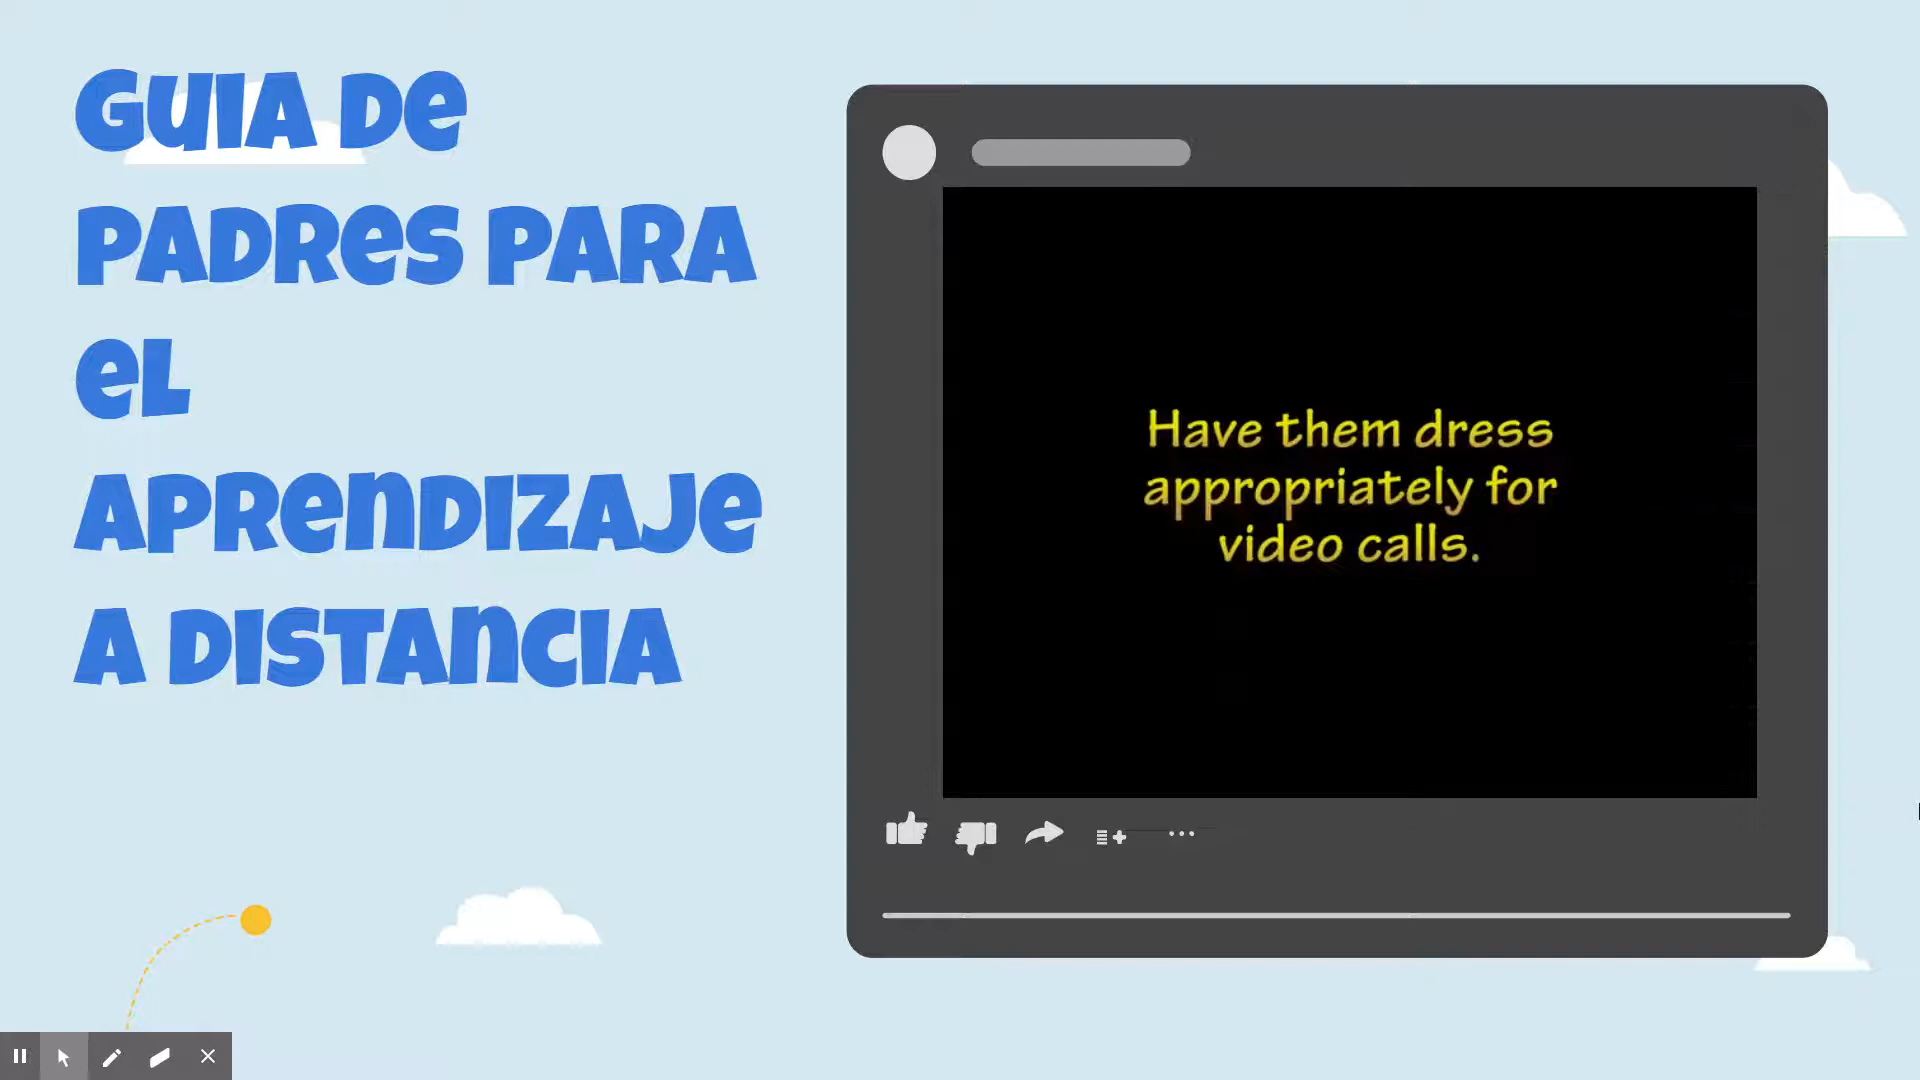 Guia de
padres para
el
aprendizaje
a distancia
Have them dress
appropriately for
video calls.